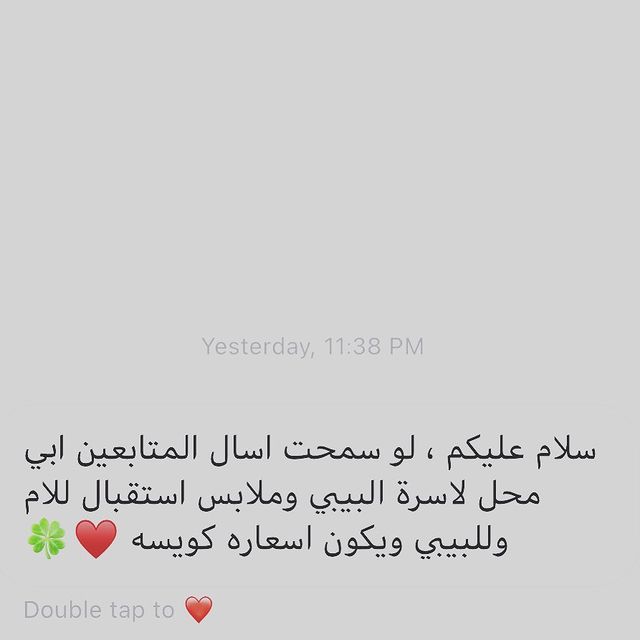 Yesterday, 11:38 PM
سلام عليكم ، لو سمحت اسال المتابعين ابي
محل لاسرة البيبي وملابس استقبال للام
وللبيبي ويكون اسعاره كويسه ♥️🍀
Double tap to ❤️